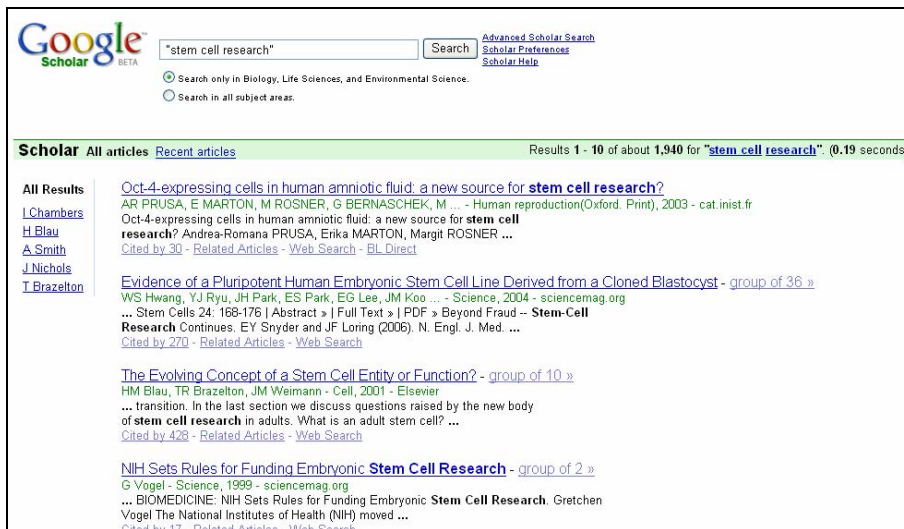 Google
Scholar BETA
"stem cell research"
Search
Advanced Scholar Search
Scholar Preferences
Scholar Help
Search only in Biology, Life Sciences, and Environmental Science.
Search in all subject areas.
Scholar All articles Recent articles
Results 1 - 10 of about 1,940 for "stem cell research". (0.19 seconds
All Results
I Chambers
H Blau
A Smith
J Nichols
T Brazelton
Oct-4-expressing cells in human amniotic fluid: a new source for stem cell research?
AR PRUSA, E MARTON, M ROSNER, G BERNASCHEK, M ... - Human reproduction(Oxford. Print), 2003 - cat.inist.fr
Oct-4-expressing cells in human amniotic fluid: a new source for stem cell
research? Andrea-Romana PRUSA, Erika MARTON, Margit ROSNER ...
Cited by 30 - Related Articles - Web Search - BL Direct
Evidence of a Pluripotent Human Embryonic Stem Cell Line Derived from a Cloned Blastocyst - group of 36 »
WS Hwang, YJ Ryu, JH Park, ES Park, EG Lee, JM Koo ... - Science, 2004 - sciencemag.org
... Stem Cells 24: 168-176 | Abstract » | Full Text » | PDF » Beyond Fraud -- Stem-Cell
Research Continues. EY Snyder and JF Loring (2006). N. Engl. J. Med. ...
Cited by 270 - Related Articles - Web Search
The Evolving Concept of a Stem Cell Entity or Function? - group of 10 »
HM Blau, TR Brazelton, JM Weimann - Cell, 2001 - Elsevier
... transition. In the last section we discuss questions raised by the new body
of stem cell research in adults. What is an adult stem cell? ...
Cited by 428 - Related Articles - Web Search
NIH Sets Rules for Funding Embryonic Stem Cell Research - group of 2 »
G Vogel - Science, 1999 - sciencemag.org
... BIOMEDICINE: NIH Sets Rules for Funding Embryonic Stem Cell Research. Gretchen
Vogel The National Institutes of Health (NIH) moved ...
Cited by 17 - Related Articles - Web Search